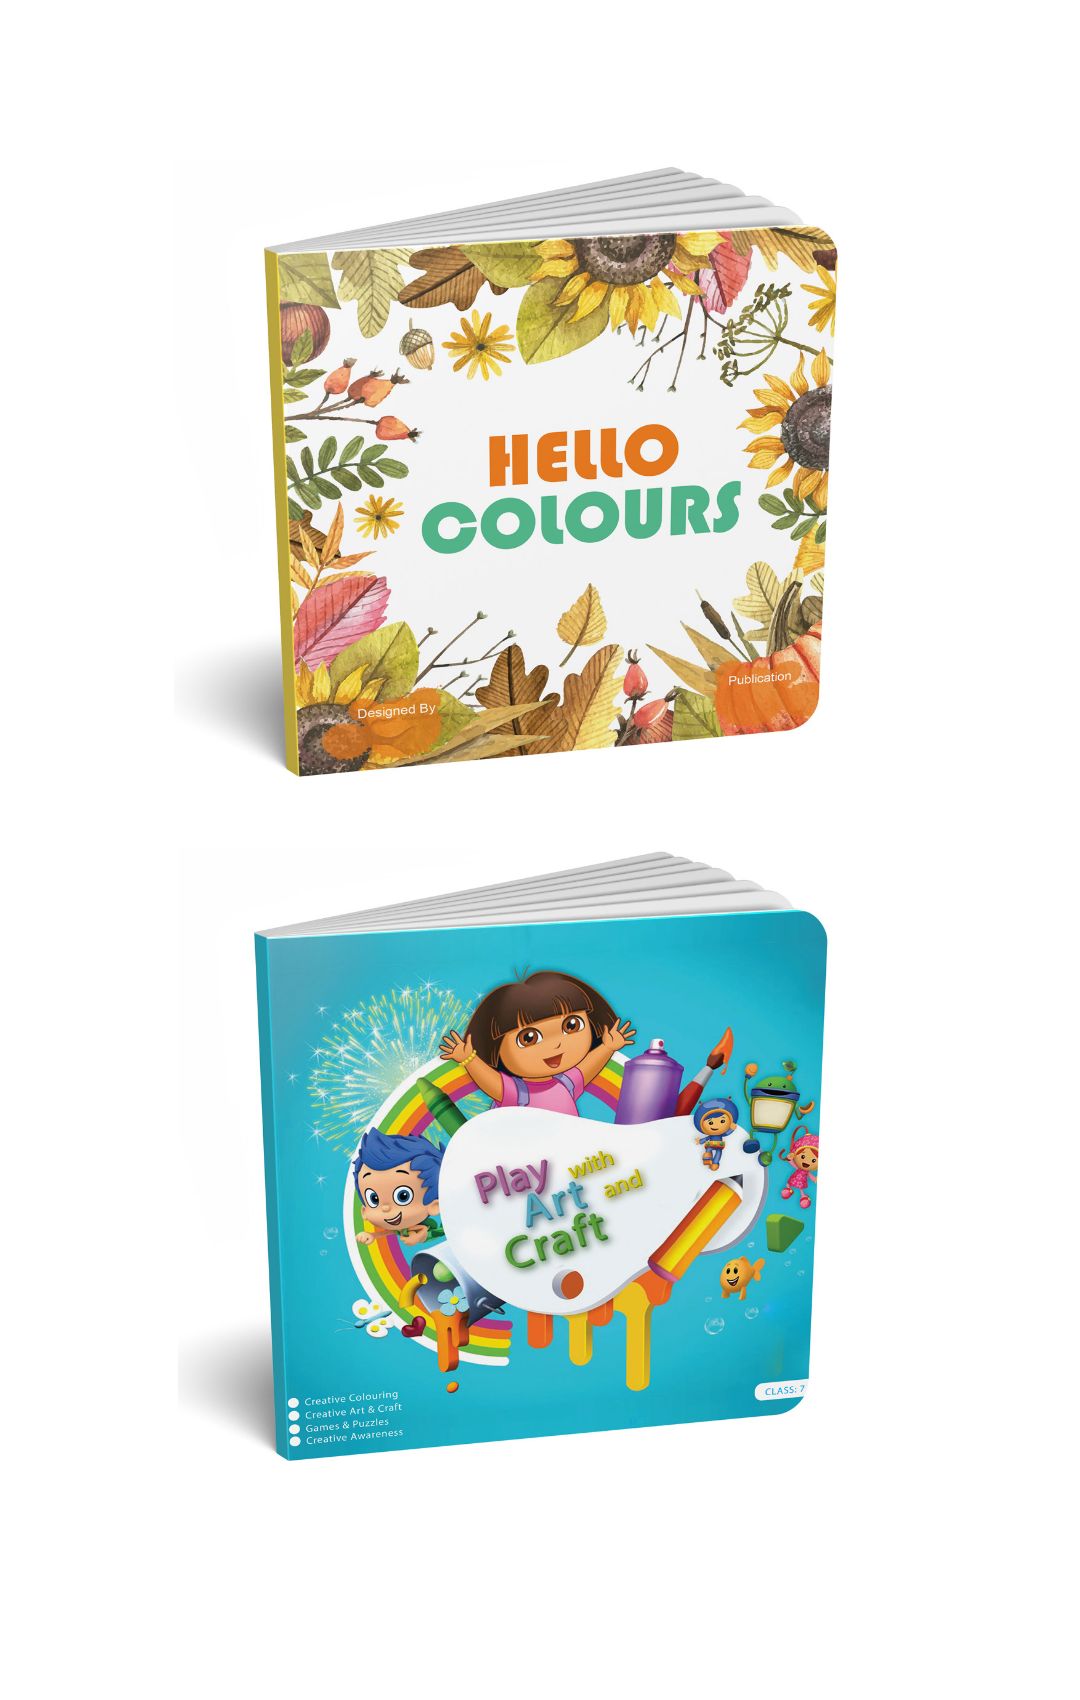 HELLO
COLOURS
Designed By
Publication
Play with
Art and
Craft
Creative Colouring
Creative Art & Craft
Games & Puzzles
Creative Awareness
CLASS: 7